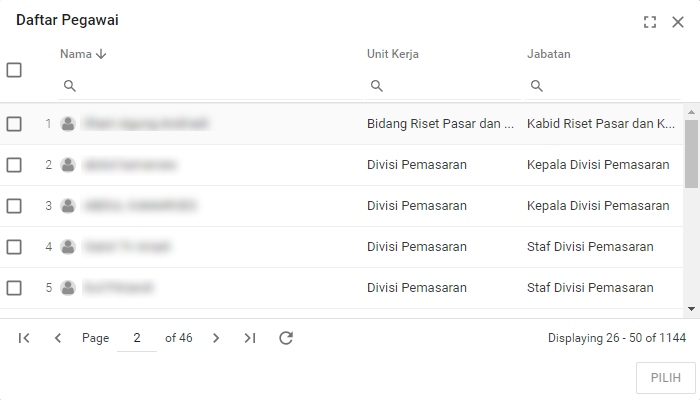 Daftar Pegawai
Nama Unit Kerja Jabatan
1 Bidang Riset Pasar dan ... Kabid Riset Pasar dan K...
2 Divisi Pemasaran Kepala Divisi Pemasaran
3 Divisi Pemasaran Kepala Divisi Pemasaran
4 Divisi Pemasaran Staf Divisi Pemasaran
5 Divisi Pemasaran Staf Divisi Pemasaran
Page 2 of 46 Displaying 26 - 50 of 1144
PILIH